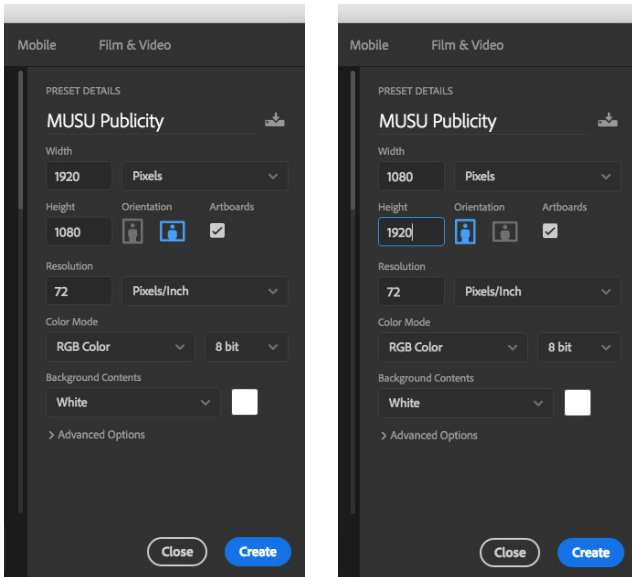 Mobile Film & Video
PRESET DETAILS
MUSU Publicity
Width
1920 Pixels
Height Orientation Artboards
1080
Resolution
72 Pixels/Inch
Color Mode
RGB Color 8 bit
Background Contents
White
Advanced Options
Close Create
Mobile Film & Video
PRESET DETAILS
MUSU Publicity
Width
1080 Pixels
Height Orientation Artboards
1920
Resolution
72 Pixels/Inch
Color Mode
RGB Color 8 bit
Background Contents
White
Advanced Options
Close Create